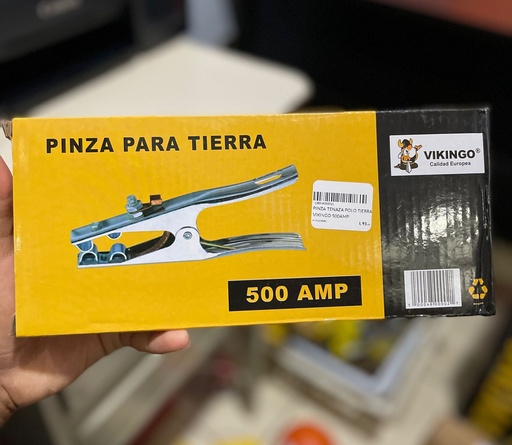 PINZA PARA TIERRA
VIKINGO®
Calidad Europea
PINZA TENAZA POLO TIERRA
VIKINGO 500AMP
500 AMP